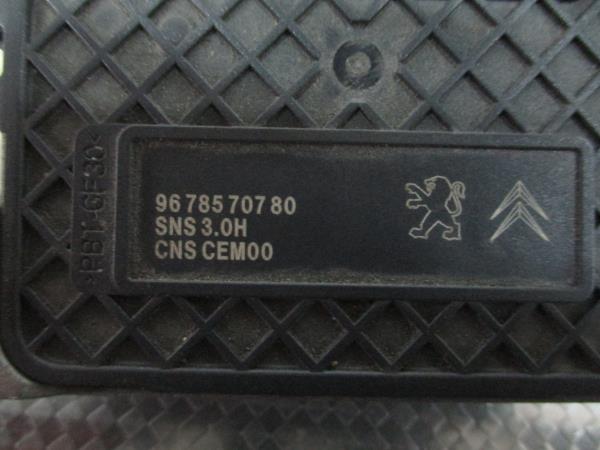 96 785 707 80
SNS 3.0H
CNS CEM00
>PBT-GF30<